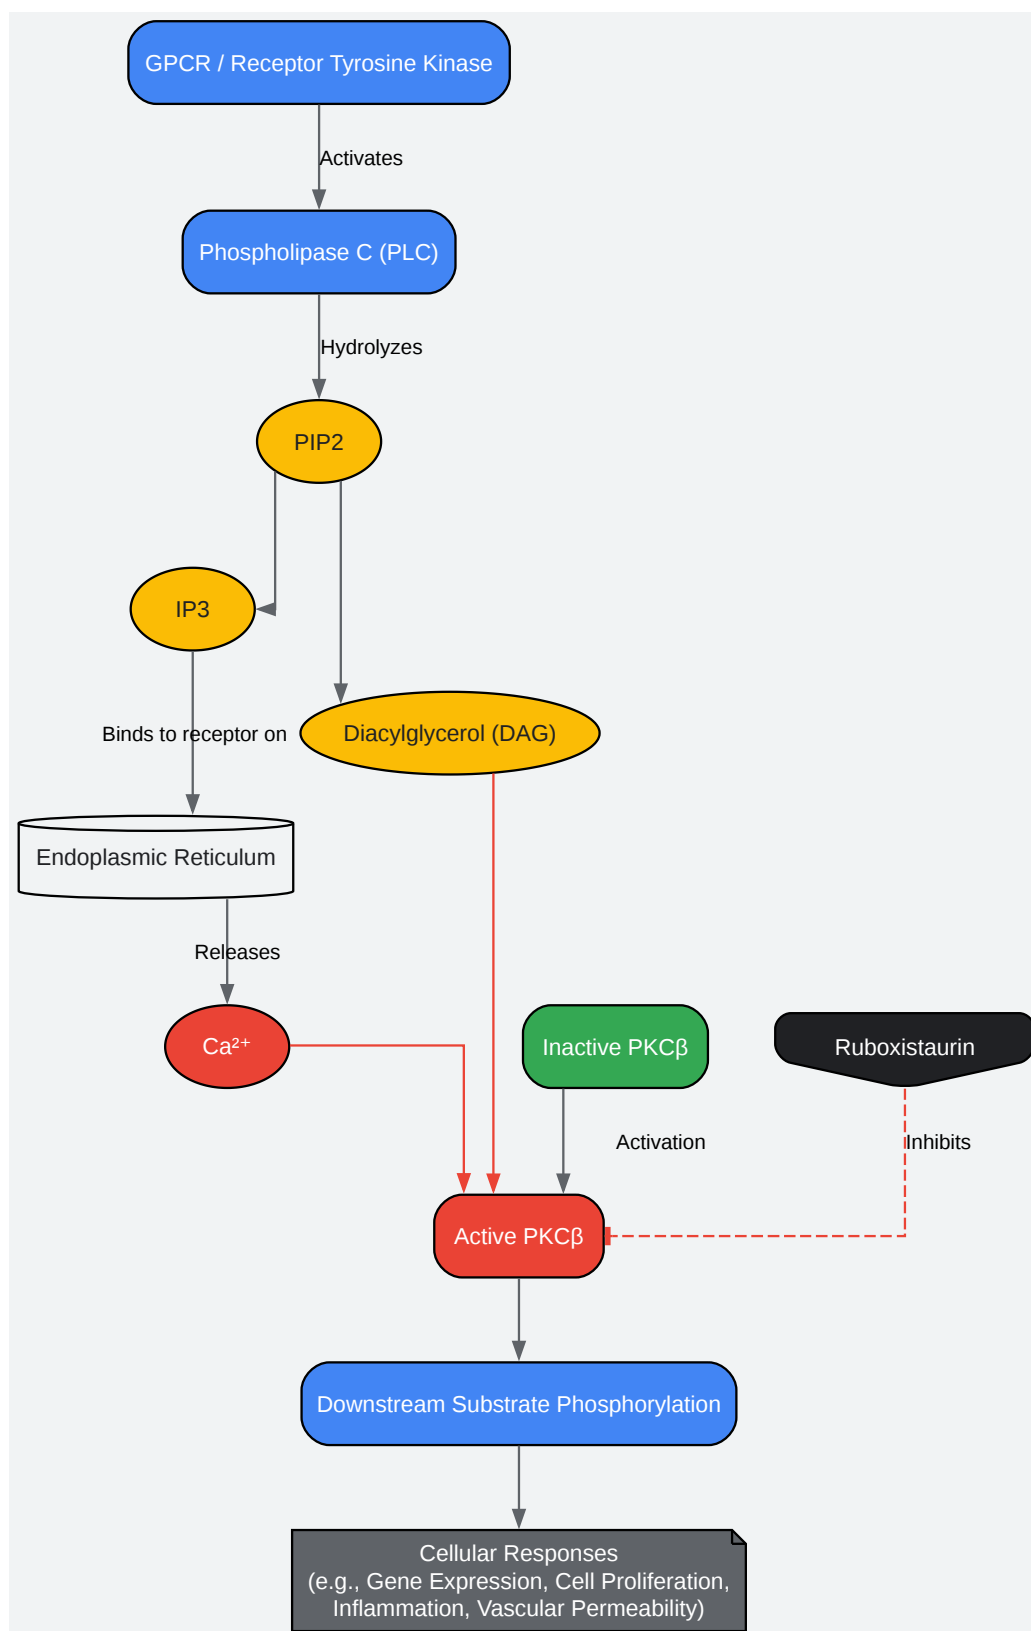 GPCR / Receptor Tyrosine Kinase
Activates
Phospholipase C (PLC)
Hydrolyzes
PIP2
IP3
Binds to receptor on
Diacylglycerol (DAG)
Endoplasmic Reticulum
Releases
Ca²⁺
Inactive PKCβ
Ruboxistaurin
Activation
Inhibits
Active PKCβ
Downstream Substrate Phosphorylation
Cellular Responses
(e.g., Gene Expression, Cell Proliferation,
Inflammation, Vascular Permeability)